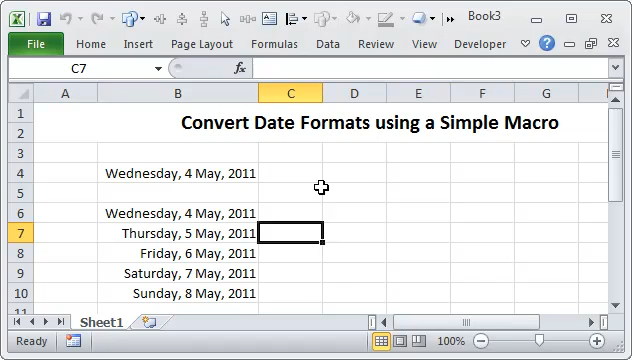 Book3
File Home Insert Page Layout Formulas Data Review View Developer
C7 fx
A B C D E F G
1 Convert Date Formats using a Simple Macro
2
3
4 Wednesday, 4 May, 2011
5
6 Wednesday, 4 May, 2011
7 Thursday, 5 May, 2011
8 Friday, 6 May, 2011
9 Saturday, 7 May, 2011
10 Sunday, 8 May, 2011
11
Sheet1
Ready 100%